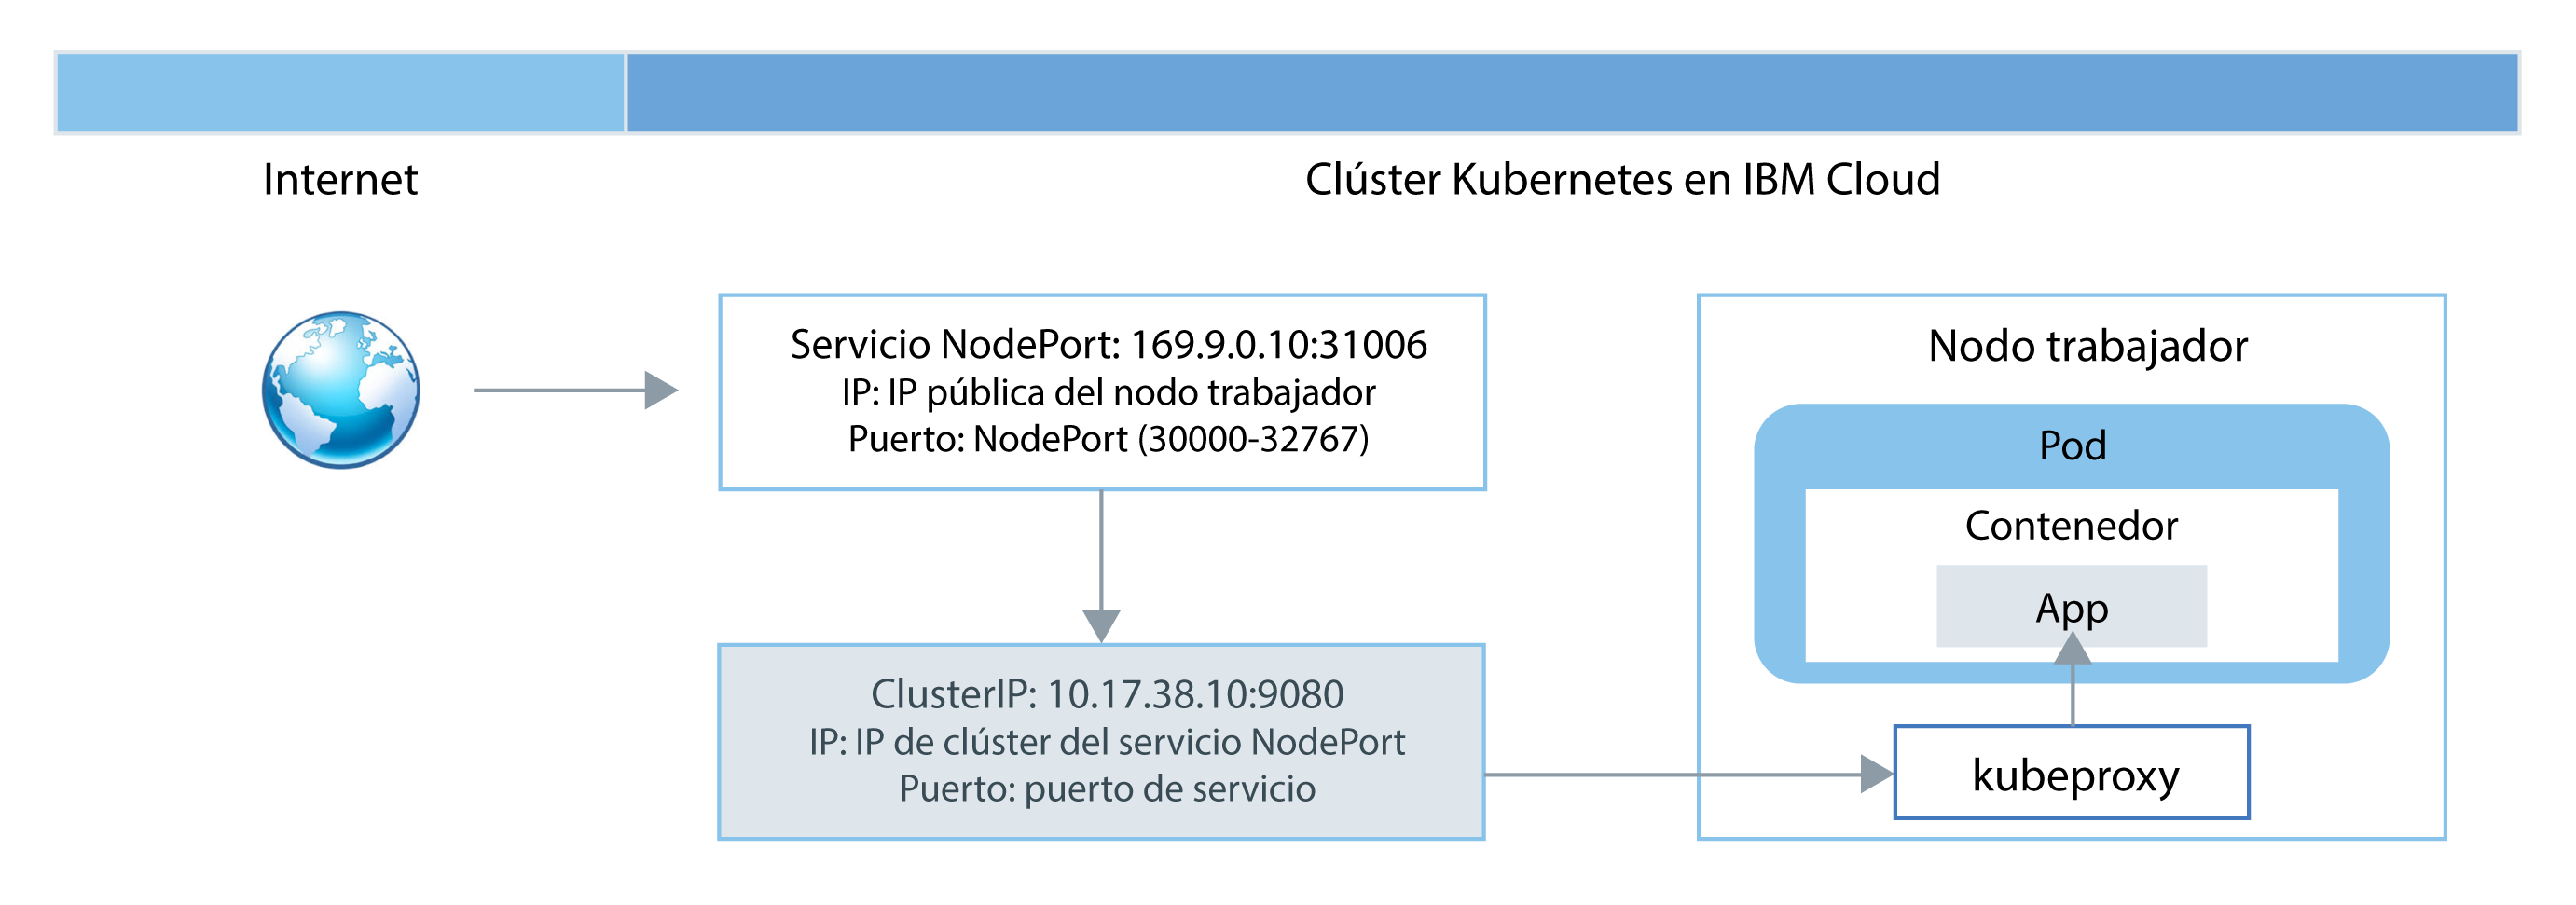 Internet
Clúster Kubernetes en IBM Cloud
Servicio NodePort: 169.9.0.10:31006
IP: IP pública del nodo trabajador
Puerto: NodePort (30000-32767)
ClusterIP: 10.17.38.10:9080
IP: IP de clúster del servicio NodePort
Puerto: puerto de servicio
Nodo trabajador
Pod
Contenedor
App
kubeproxy